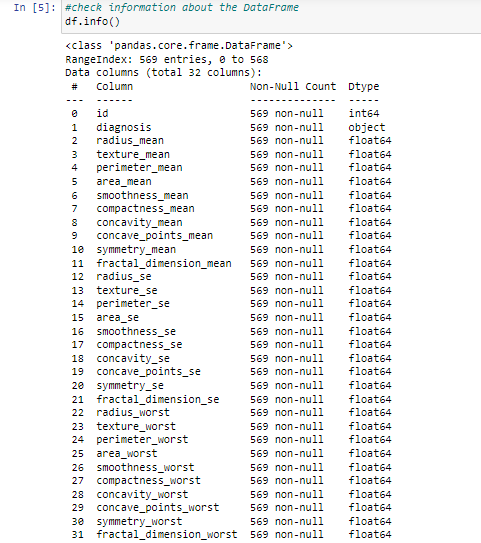 In [5]: #check information about the DataFrame
df.info()
<class 'pandas.core.frame.DataFrame'>
RangeIndex: 569 entries, 0 to 568
Data columns (total 32 columns):
#   Column                   Non-Null Count  Dtype
---  ------                   --------------  -----
0   id                       569 non-null    int64
1   diagnosis                569 non-null    object
2   radius_mean              569 non-null    float64
3   texture_mean             569 non-null    float64
4   perimeter_mean           569 non-null    float64
5   area_mean                569 non-null    float64
6   smoothness_mean          569 non-null    float64
7   compactness_mean         569 non-null    float64
8   concavity_mean           569 non-null    float64
9   concave_points_mean      569 non-null    float64
10  symmetry_mean            569 non-null    float64
11  fractal_dimension_mean   569 non-null    float64
12  radius_se                569 non-null    float64
13  texture_se               569 non-null    float64
14  perimeter_se             569 non-null    float64
15  area_se                  569 non-null    float64
16  smoothness_se            569 non-null    float64
17  compactness_se           569 non-null    float64
18  concavity_se             569 non-null    float64
19  concave_points_se        569 non-null    float64
20  symmetry_se              569 non-null    float64
21  fractal_dimension_se     569 non-null    float64
22  radius_worst             569 non-null    float64
23  texture_worst            569 non-null    float64
24  perimeter_worst          569 non-null    float64
25  area_worst               569 non-null    float64
26  smoothness_worst         569 non-null    float64
27  compactness_worst        569 non-null    float64
28  concavity_worst          569 non-null    float64
29  concave_points_worst     569 non-null    float64
30  symmetry_worst           569 non-null    float64
31  fractal_dimension_worst  569 non-null    float64